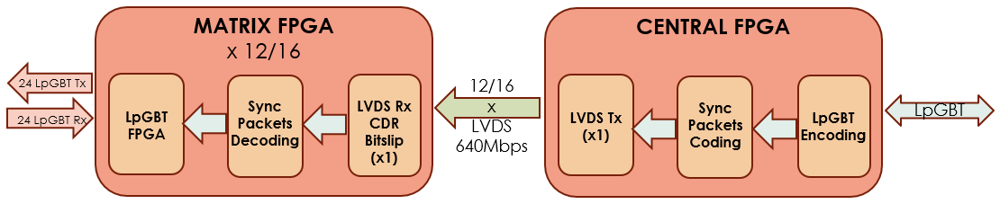 MATRIX FPGA
x 12/16
24 LpGBT Tx
24 LpGBT Rx
LpGBT
FPGA
Sync
Packets
Decoding
LVDS Rx
CDR
Bitslip
(x1)
12/16
x
LVDS
640Mbps
CENTRAL FPGA
LVDS Tx
(x1)
Sync
Packets
Coding
LpGBT
Encoding
LpGBT